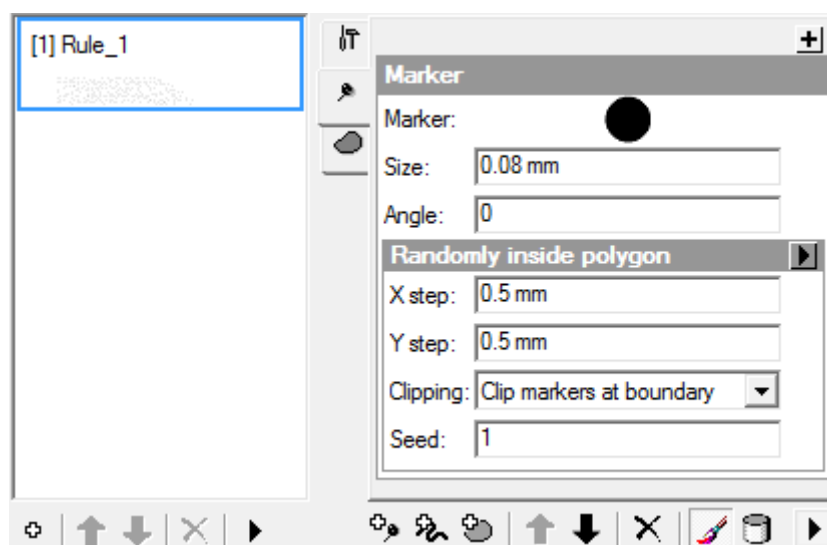 [1] Rule_1
Marker
Marker:
Size: 0.08 mm
Angle: 0
Randomly inside polygon
X step: 0.5 mm
Y step: 0.5 mm
Clipping: Clip markers at boundary
Seed: 1